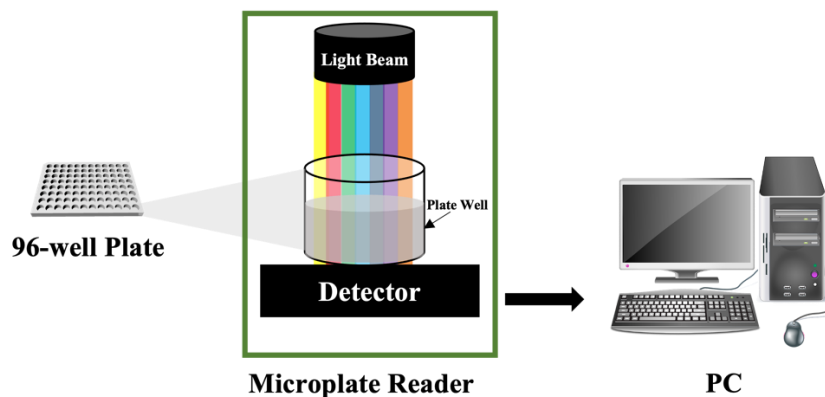 Light Beam
Plate Well
96-well Plate
Detector
Microplate Reader
PC